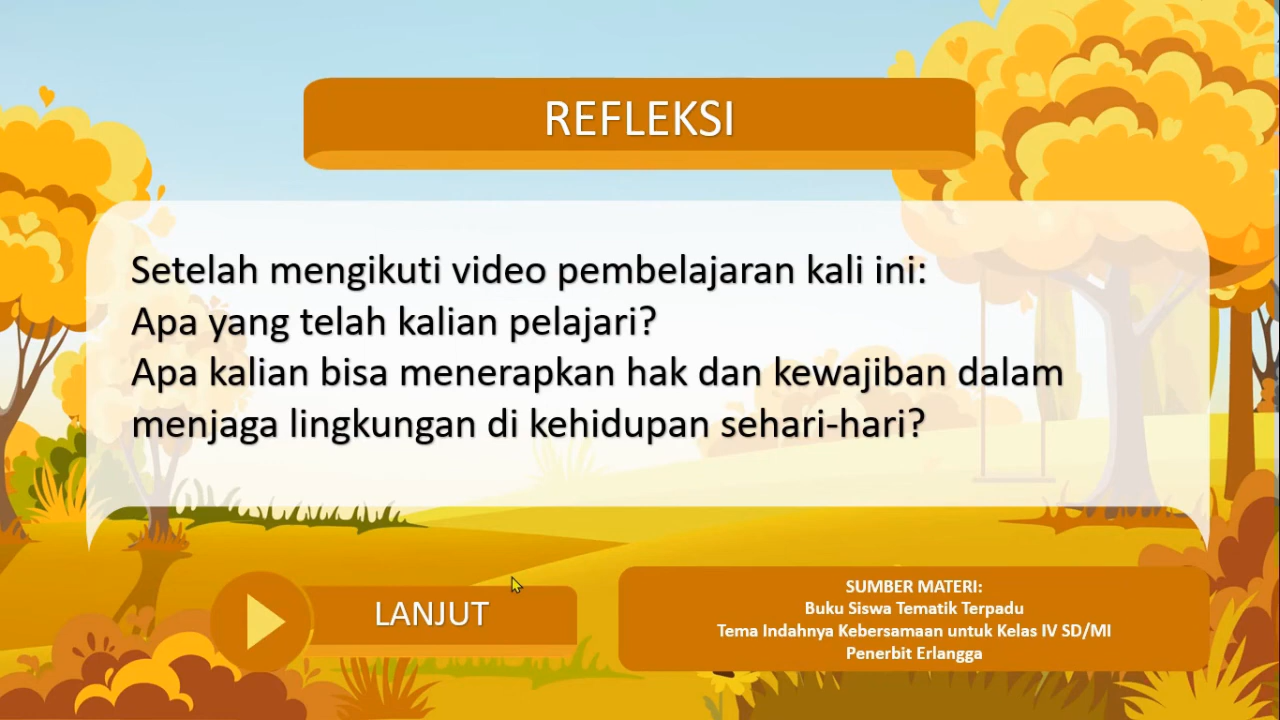 REFLEKSI
Setelah mengikuti video pembelajaran kali ini:
Apa yang telah kalian pelajari?
Apa kalian bisa menerapkan hak dan kewajiban dalam
menjaga lingkungan di kehidupan sehari-hari?
LANJUT
SUMBER MATERI:
Buku Siswa Tematik Terpadu
Tema Indahnya Kebersamaan untuk Kelas IV SD/MI
Penerbit Erlangga